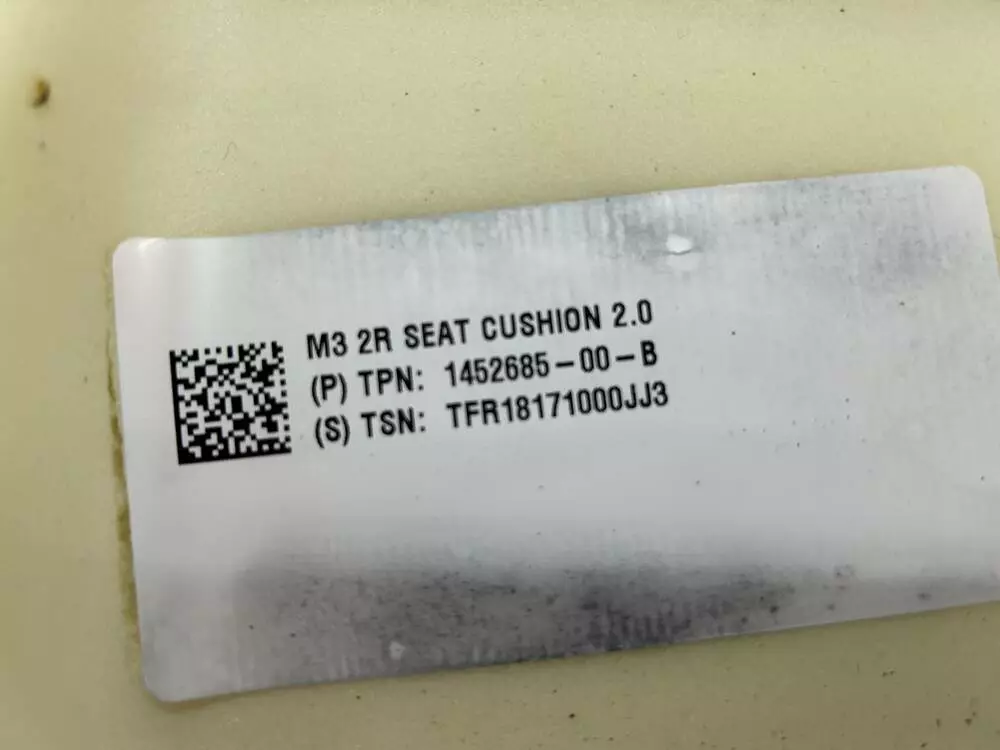 M3 2R SEAT CUSHION 2.0
(P) TPN: 1452685-00-B
(S) TSN: TFR18171000JJ3